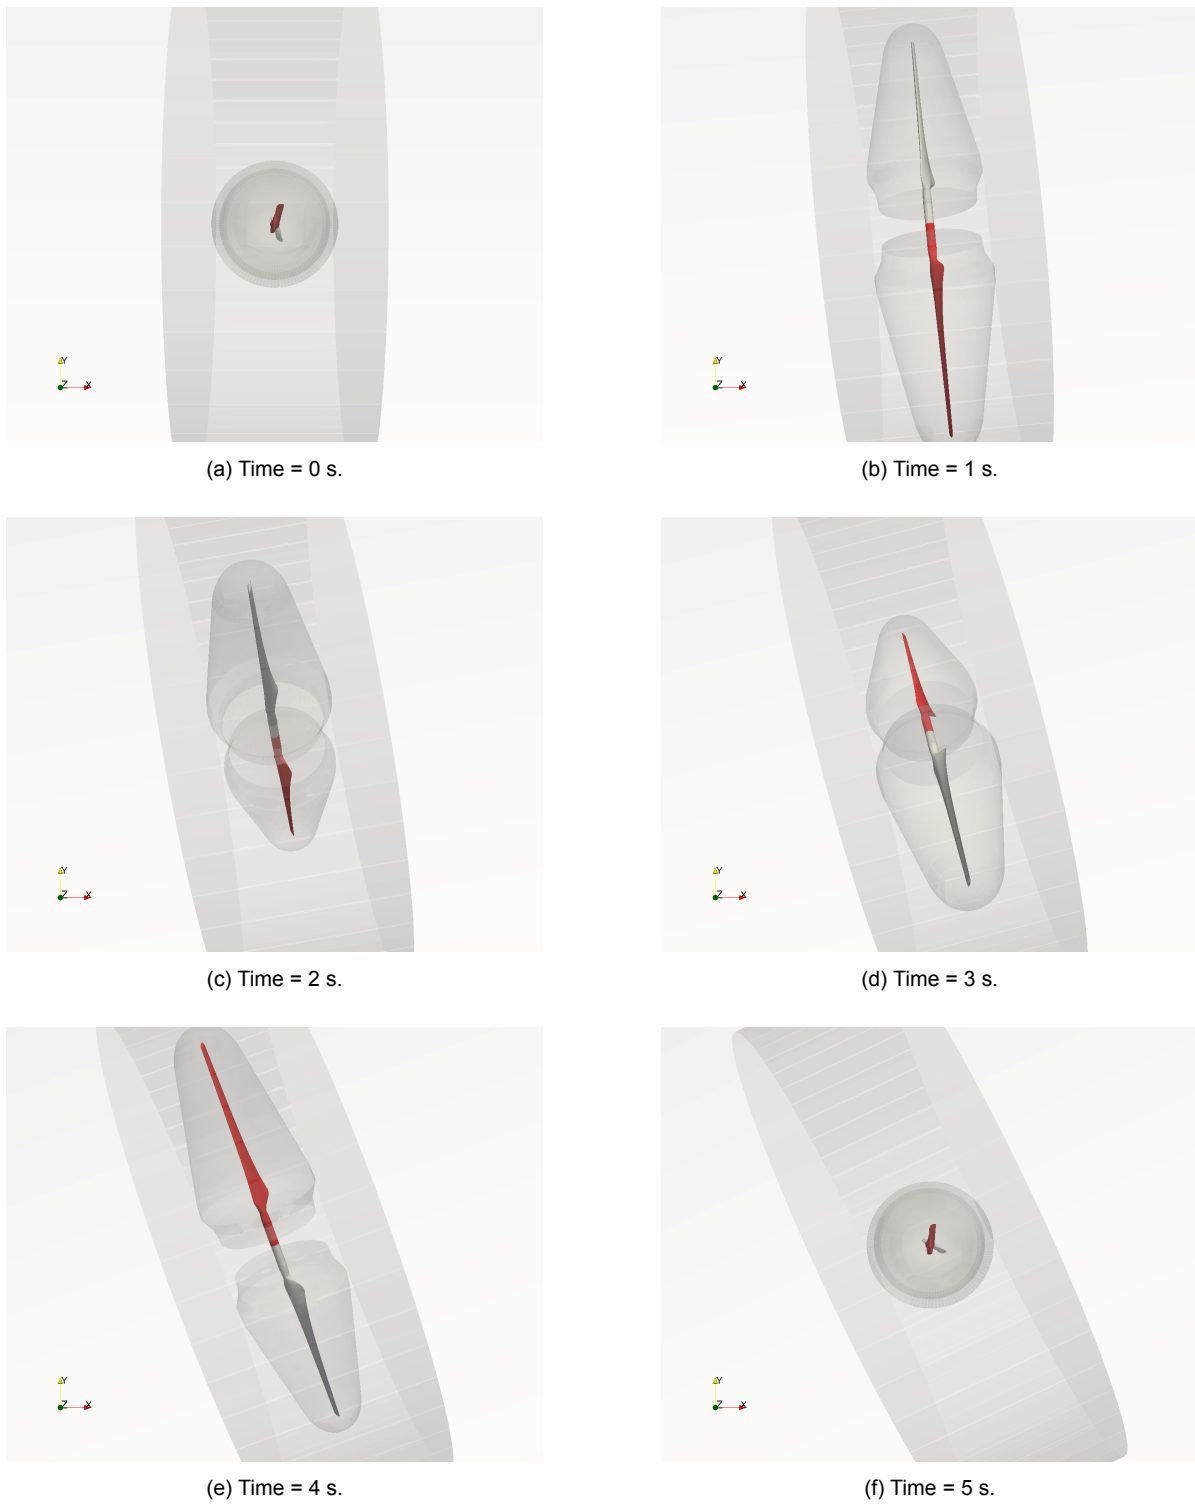 Y
Z X
Y
Z X
(a) Time = 0 s.
(b) Time = 1 s.
Y
Z X
Y
Z X
(c) Time = 2 s.
(d) Time = 3 s.
Y
Z X
Y
Z X
(e) Time = 4 s.
(f) Time = 5 s.